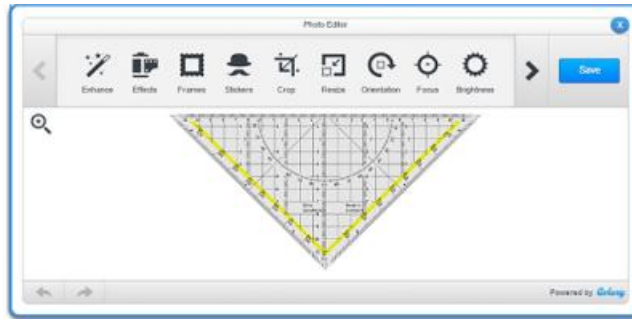 Photo Editor
X
Enhance Effects Frames Stickers Crop Resize Orientation Focus Brightness
Save
Powered by Aviary